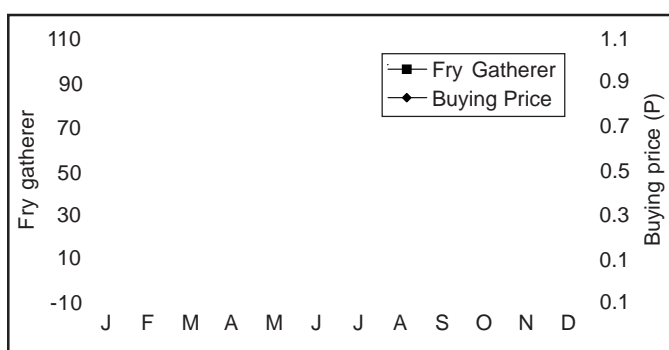 110
90
70
50
30
10
-10
Fry gatherer
Fry Gatherer
Buying Price
1.1
0.9
0.7
0.5
0.3
0.1
0.1
Buying price (P)
J F M A M J J A S O N D